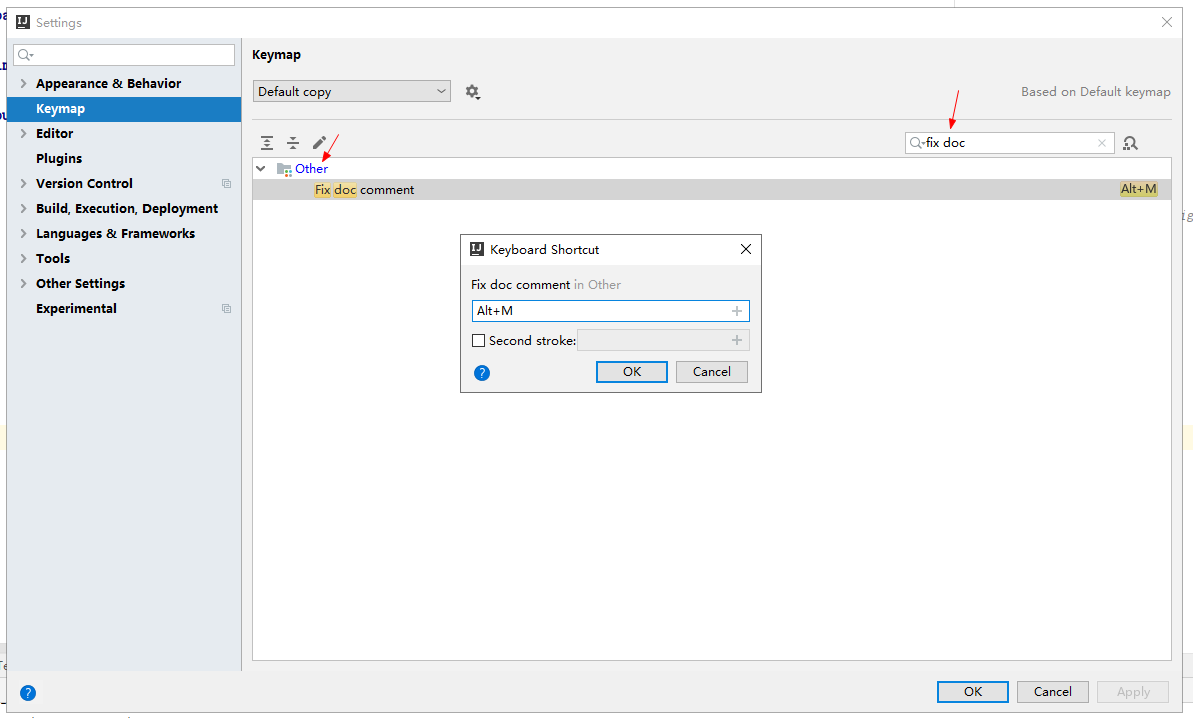 Settings
Appearance & Behavior
Keymap
Editor
Plugins
Version Control
Build, Execution, Deployment
Languages & Frameworks
Tools
Other Settings
Experimental
Keymap
Default copy
Based on Default keymap
fix doc
Other
Fix doc comment Alt+M
Keyboard Shortcut
Fix doc comment in Other
Alt+M
Second stroke:
? OK Cancel
? OK Cancel Apply